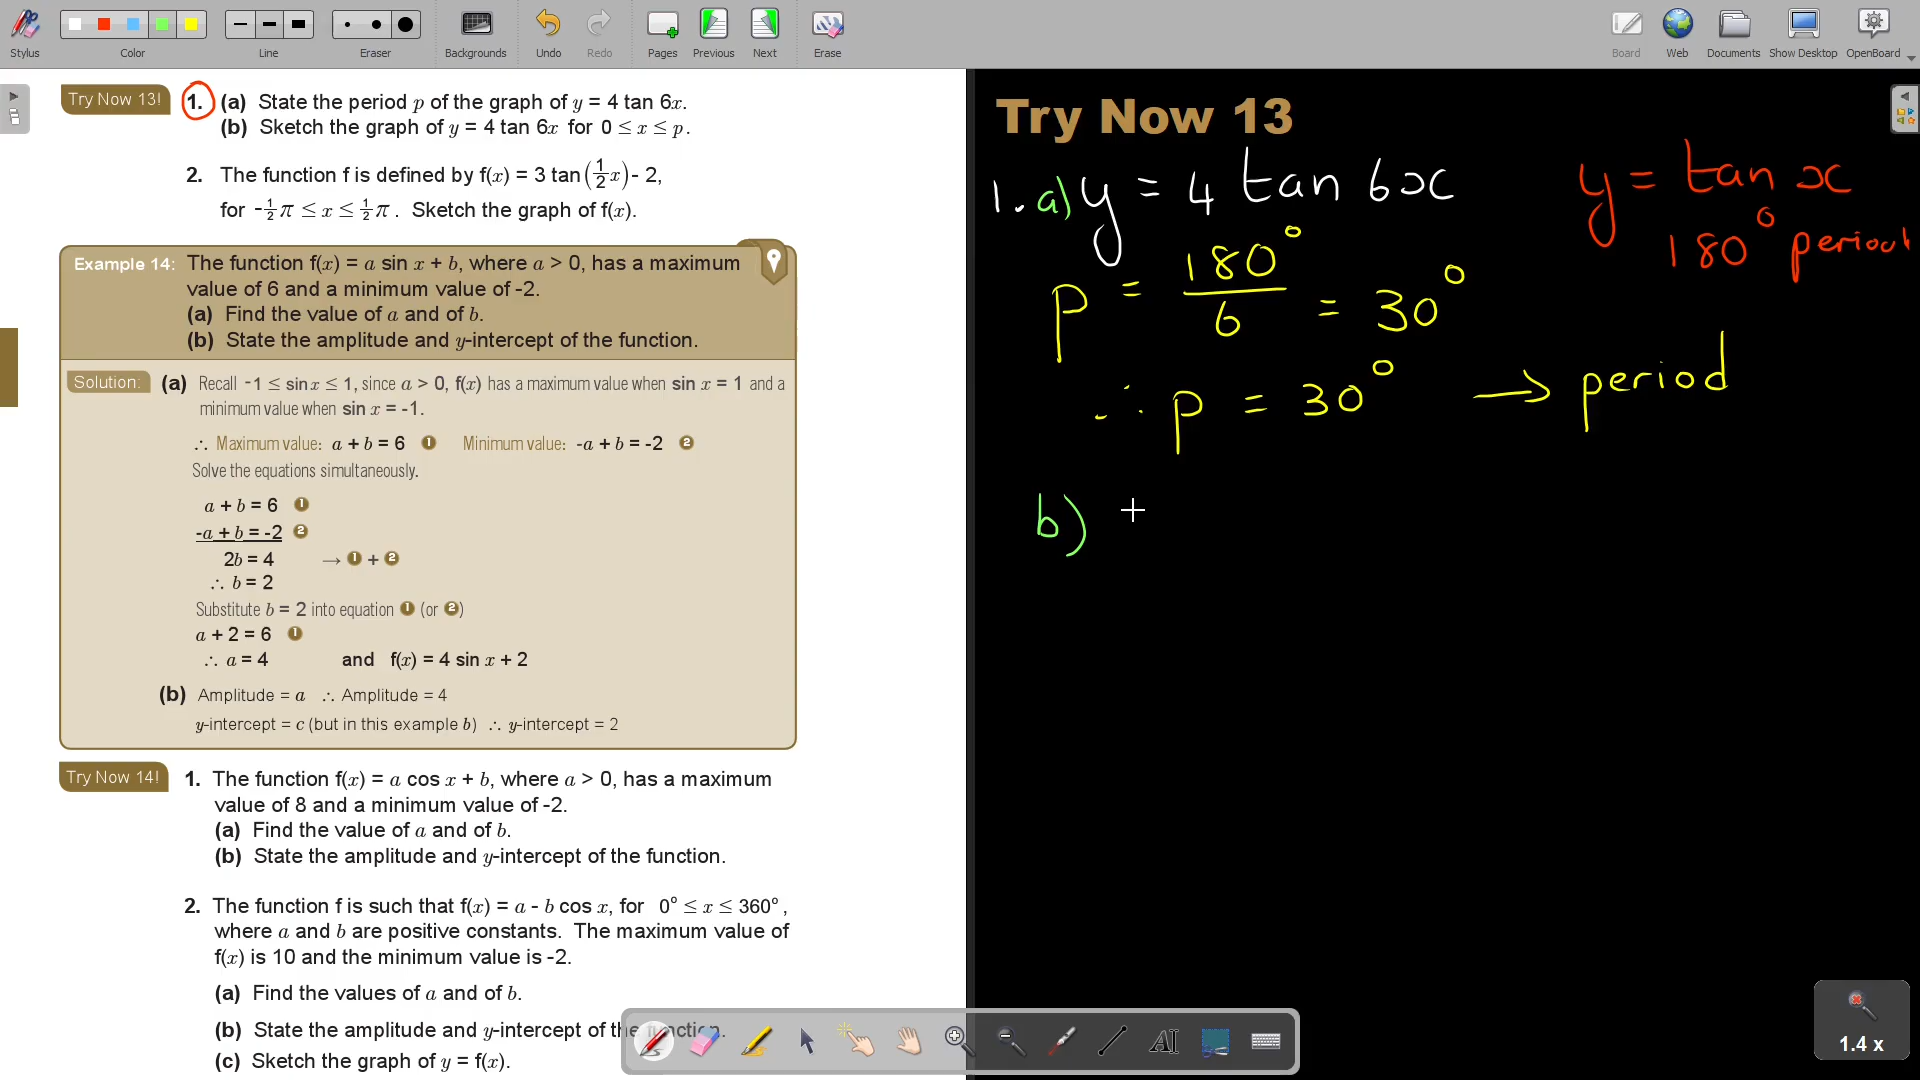 Stylus Color Line Eraser Backgrounds Undo Redo Pages Previous Next Erase Board Web Documents Show Desktop OpenBoard
Try Now 13! 1. (a) State the period p of the graph of y = 4 tan 6x.
(b) Sketch the graph of y = 4 tan 6x for 0 ≤ x ≤ p.
2. The function f is defined by f(x) = 3 tan(½x) - 2,
for -½π ≤ x ≤ ½π. Sketch the graph of f(x).
Example 14: The function f(x) = a sin x + b, where a > 0, has a maximum
value of 6 and a minimum value of -2.
(a) Find the value of a and of b.
(b) State the amplitude and y-intercept of the function.
Solution: (a) Recall -1 ≤ sin x ≤ 1, since a > 0, f(x) has a maximum value when sin x = 1 and a
minimum value when sin x = -1.
∴ Maximum value: a + b = 6 ① Minimum value: -a + b = -2 ②
Solve the equations simultaneously.
a + b = 6 ①
-a + b = -2 ②
2b = 4 → ① + ②
∴ b = 2
Substitute b = 2 into equation ① (or ②)
a + 2 = 6 ①
∴ a = 4 and f(x) = 4 sin x + 2
(b) Amplitude = a ∴ Amplitude = 4
y-intercept = c (but in this example b) ∴ y-intercept = 2
Try Now 14! 1. The function f(x) = a cos x + b, where a > 0, has a maximum
value of 8 and a minimum value of -2.
(a) Find the value of a and of b.
(b) State the amplitude and y-intercept of the function.
2. The function f is such that f(x) = a - b cos x, for 0° ≤ x ≤ 360°,
where a and b are positive constants. The maximum value of
f(x) is 10 and the minimum value is -2.
(a) Find the values of a and of b.
(b) State the amplitude and y-intercept of the function.
(c) Sketch the graph of y = f(x).
Try Now 13
1. a) y = 4 tan 6x
y = tan x
180° period
p = 180°/6 = 30°
∴ p = 30° → period
b)
1.4 x